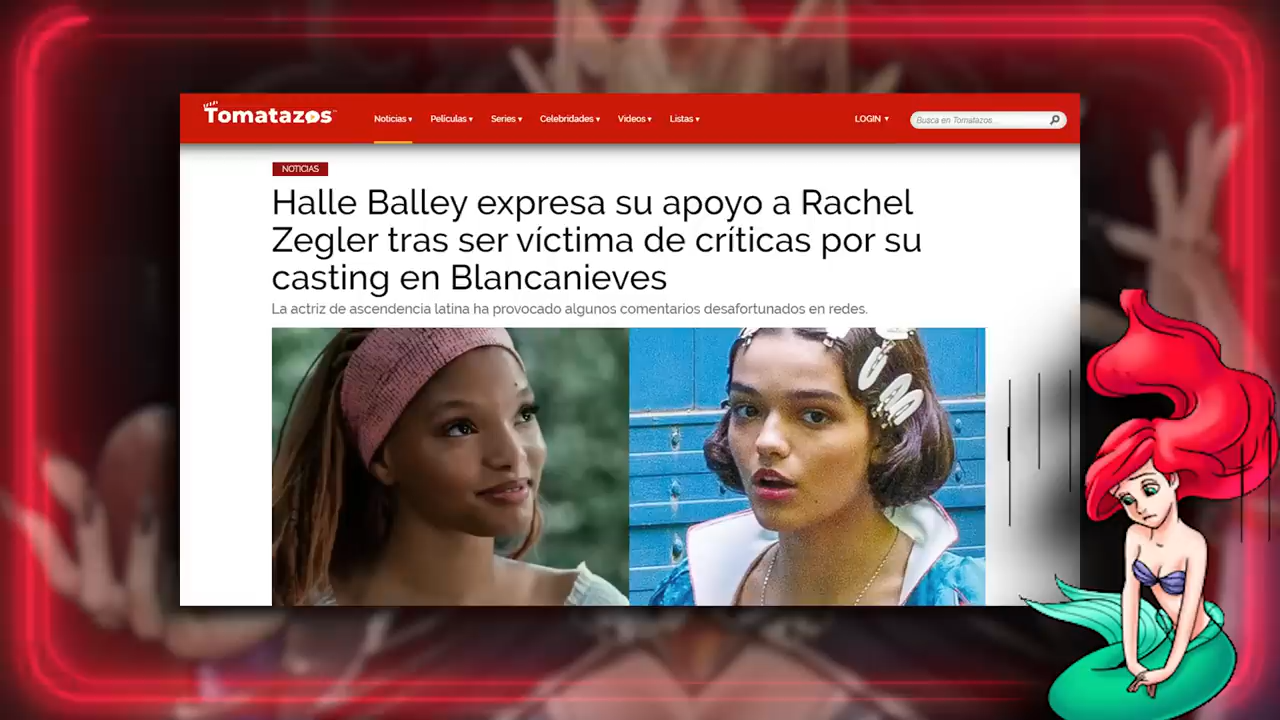 Tomatazos
Noticias ▾ Películas ▾ Series ▾ Celebridades ▾ Videos ▾ Listas ▾ LOGIN ▾ Busca en Tomatazos...
NOTICIAS
Halle Balley expresa su apoyo a Rachel
Zegler tras ser víctima de críticas por su
casting en Blancanieves
La actriz de ascendencia latina ha provocado algunos comentarios desafortunados en redes.